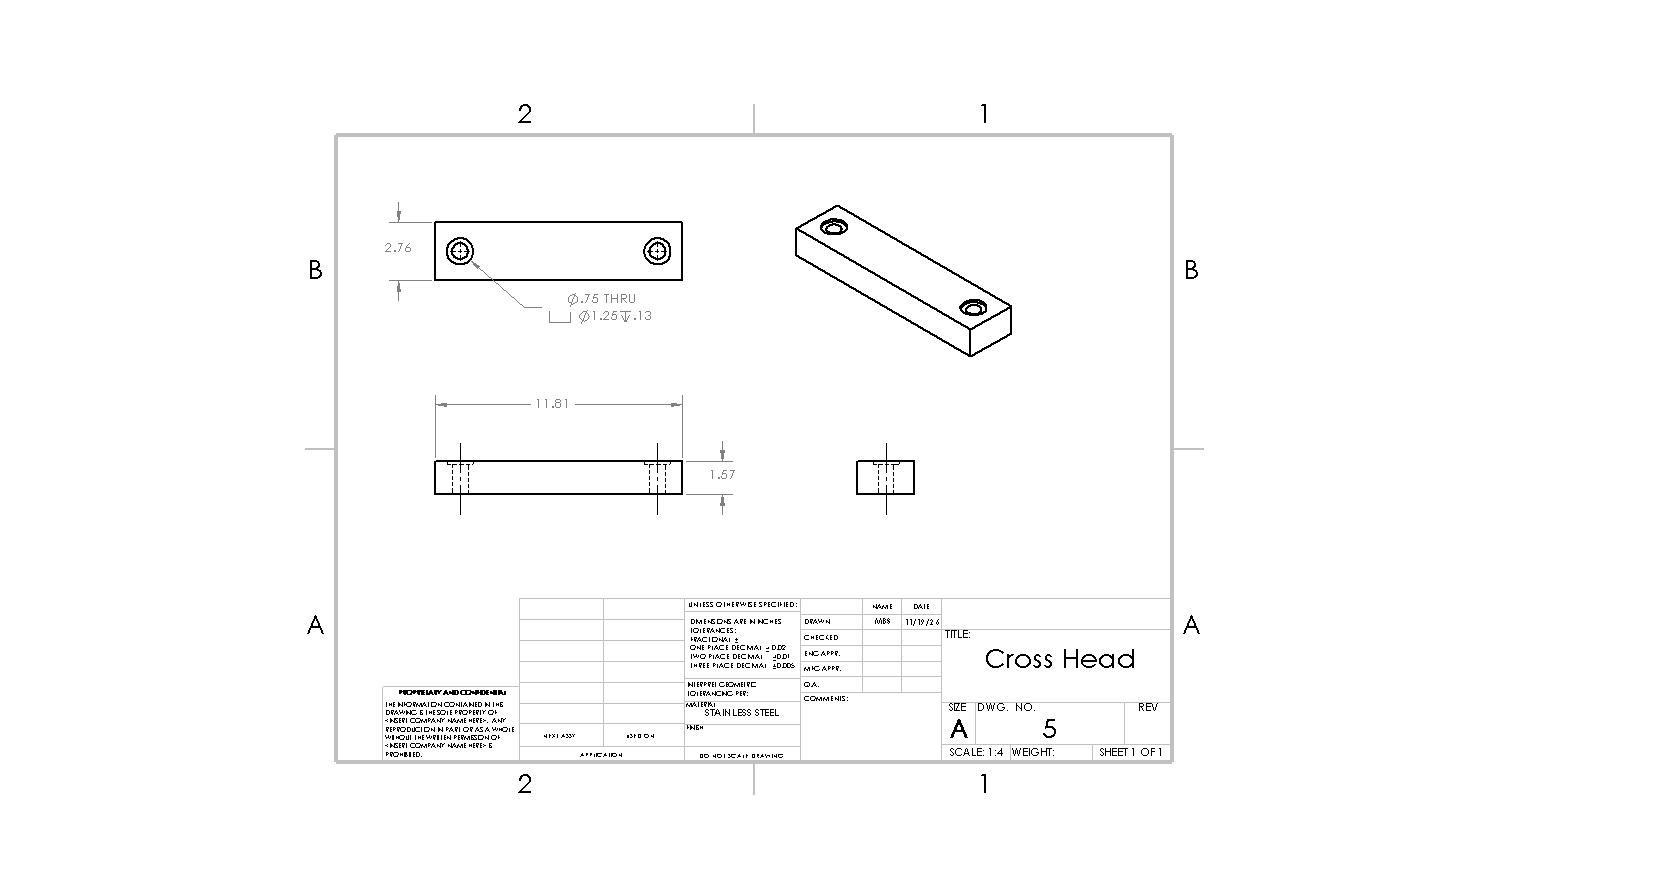 2
1
B
B
2.76
Ø.75 THRU
⌴ Ø1.25↧.13
11.81
1.57
A
A
UNLESS OTHERWISE SPECIFIED:
DIMENSIONS ARE IN INCHES
TOLERANCES:
FRACTIONAL ±
ONE PLACE DECIMAL ±0.02
TWO PLACE DECIMAL ±0.01
THREE PLACE DECIMAL ±0.005
INTERPRET GEOMETRIC
TOLERANCING PER:
MATERIAL
STAINLESS STEEL
FINISH
DO NOT SCALE DRAWING
NAME DATE
DRAWN MBS
CHECKED
ENG APPR.
MFG APPR.
Q.A.
COMMENTS:
TITLE:
Cross Head
SIZE DWG. NO. REV
A 5
SCALE: 1:4 WEIGHT: SHEET 1 OF 1
PROPRIETARY AND CONFIDENTIAL
THE INFORMATION CONTAINED IN THIS
DRAWING IS THE SOLE PROPERTY OF
<INSERT COMPANY NAME HERE>. ANY
REPRODUCTION IN PART OR AS A WHOLE
WITHOUT THE WRITTEN PERMISSION OF
<INSERT COMPANY NAME HERE> IS
PROHIBITED.
NEXT ASSY USED ON
APPLICATION
2
1